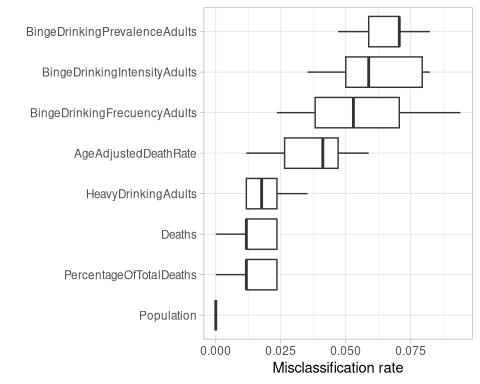 BingeDrinkingPrevalenceAdults
BingeDrinkingIntensityAdults
BingeDrinkingFrecuencyAdults
AgeAdjustedDeathRate
HeavyDrinkingAdults
Deaths
PercentageOfTotalDeaths
Population
0.000 0.025 0.050 0.075
Misclassification rate